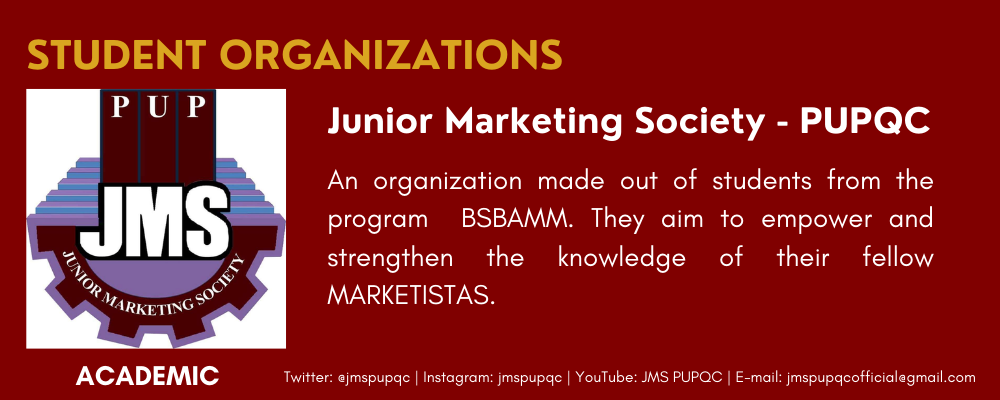 STUDENT ORGANIZATIONS
P U P
JMS
JUNIOR MARKETING SOCIETY
ACADEMIC
Junior Marketing Society - PUPQC
An organization made out of students from the
program BSBAMM. They aim to empower and
strengthen the knowledge of their fellow
MARKETISTAS.
Twitter: @jmspupqc | Instagram: jmspupqc | YouTube: JMS PUPQC | E-mail: jmspupqcofficial@gmail.com